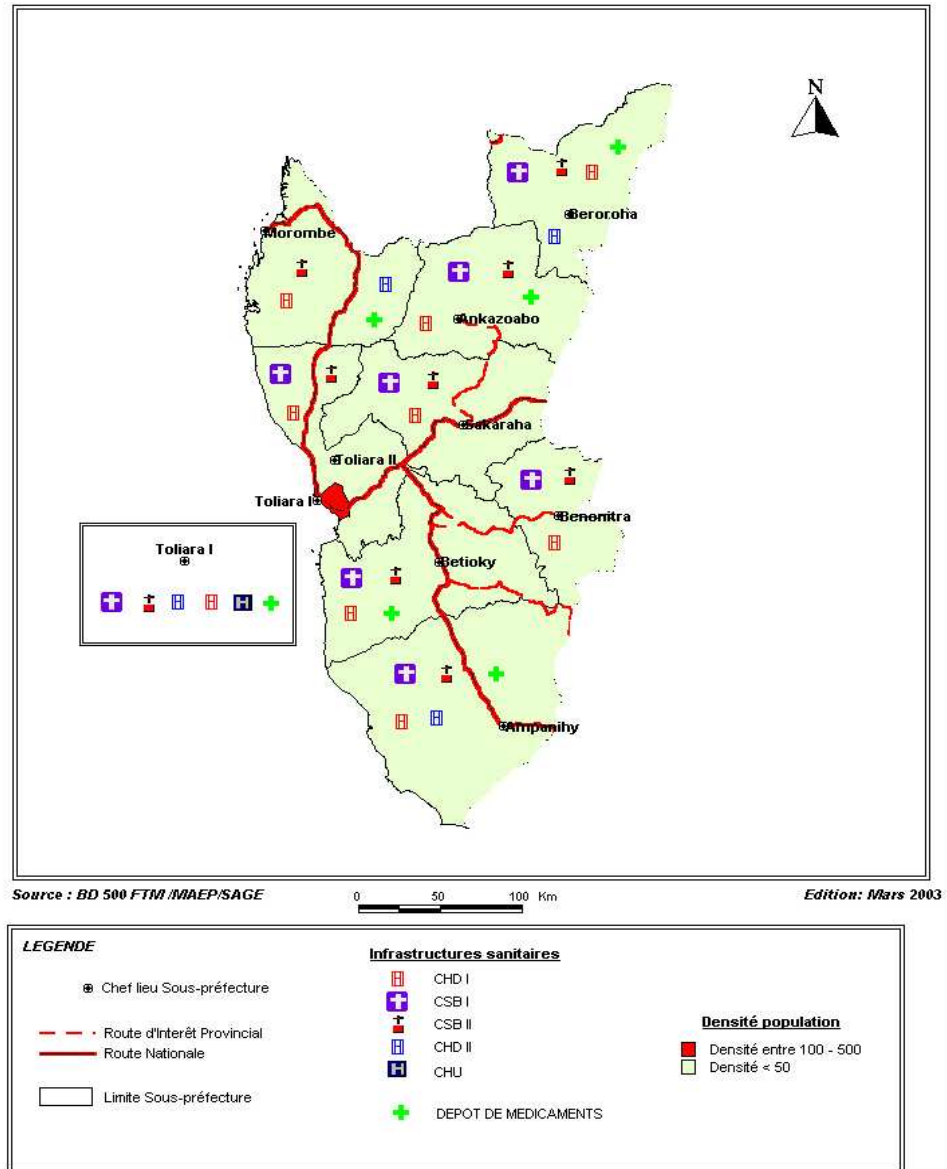 N
Beroroha
Morombe
Ankazoabo
Sakaraha
Toliara II
Toliara I
Benenitra
Toliara I
Betioky
Ampanihy
Source : BD 500 FTM /MAEP/SAGE
0 50 100 Km
Edition: Mars 2003
LEGENDE
Chef lieu Sous-préfecture
Route d'Interêt Provincial
Route Nationale
Limite Sous-préfecture
Infrastructures sanitaires
CHD I
CSB I
CSB II
CHD II
CHU
DEPOT DE MEDICAMENTS
Densité population
Densité entre 100 - 500
Densité < 50